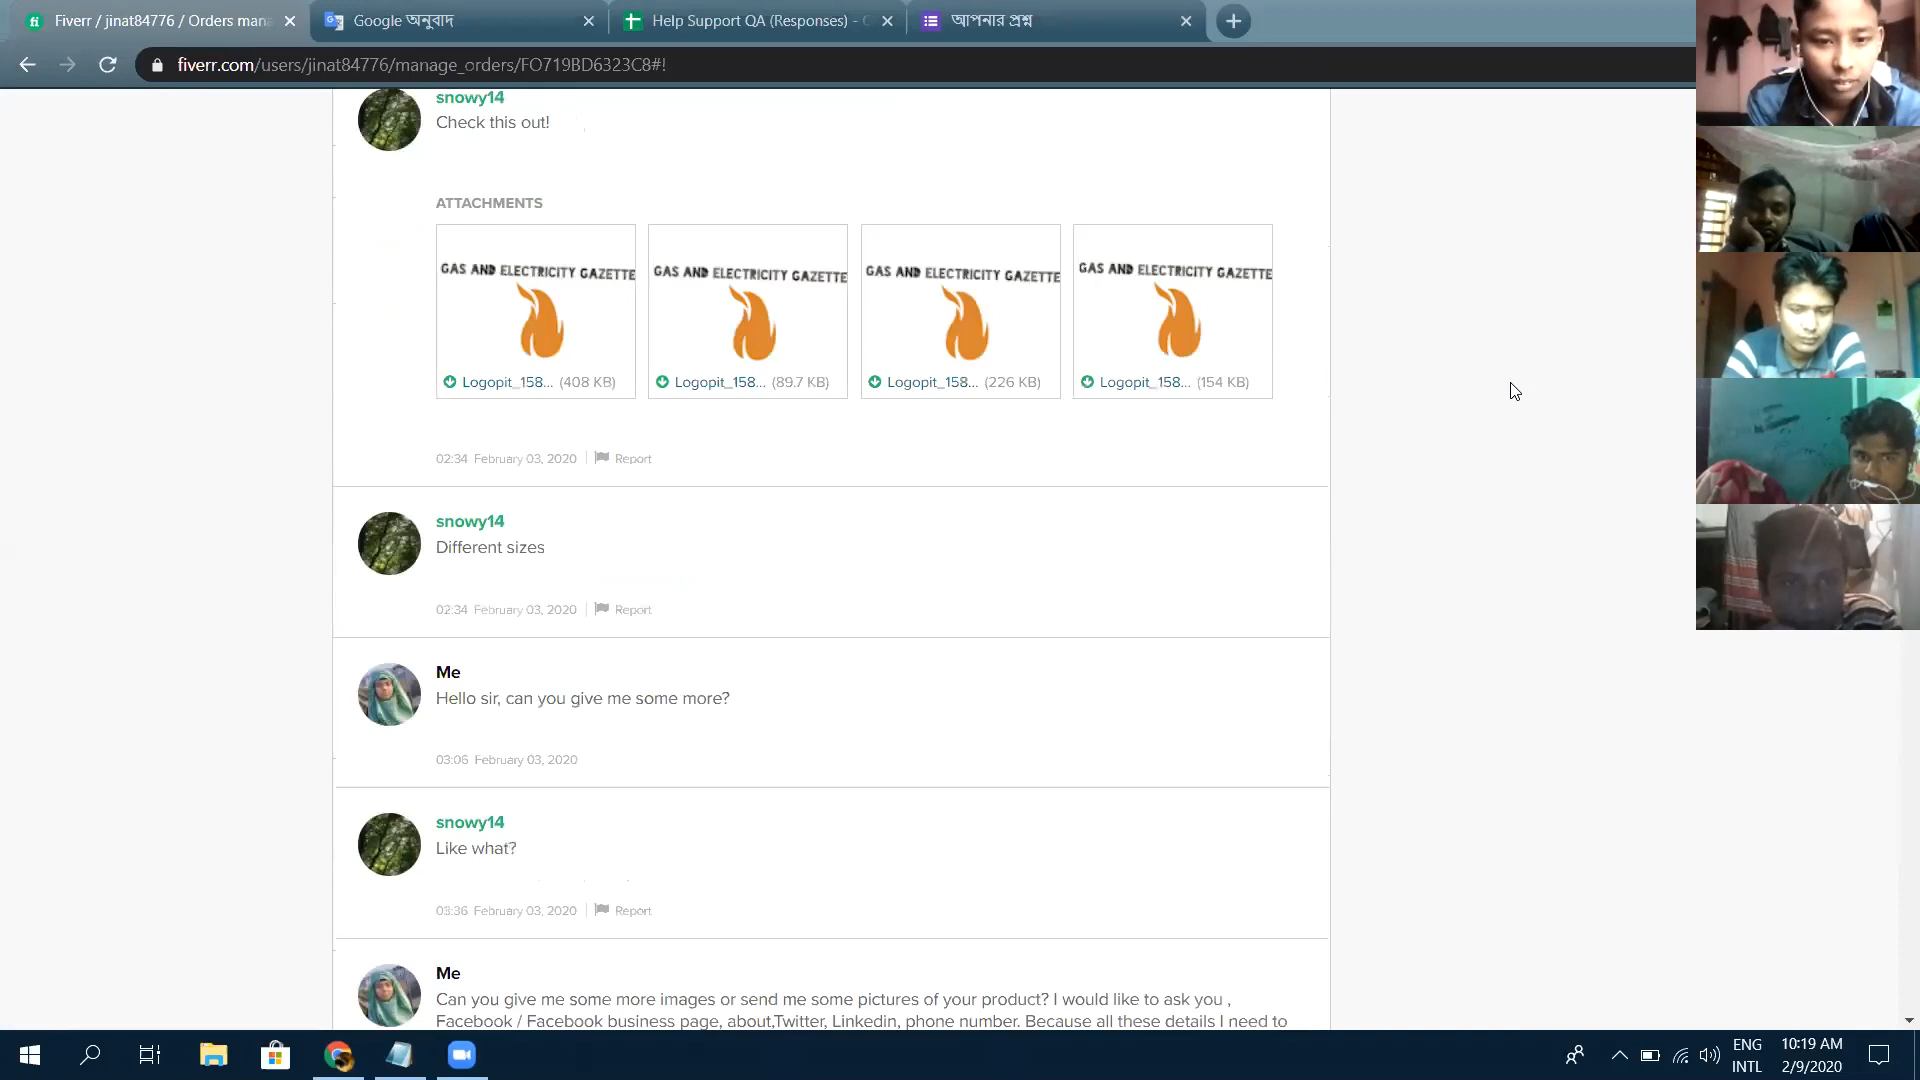 Fiverr / jinat84776 / Orders mana
Google অনুবাদ
Help Support QA (Responses) -
আপনার প্রশ্ন
fiverr.com/users/jinat84776/manage_orders/FO719BD6323C8#!
snowy14
Check this out!
ATTACHMENTS
GAS AND ELECTRICITY GAZETTE
GAS AND ELECTRICITY GAZETTE
GAS AND ELECTRICITY GAZETTE
GAS AND ELECTRICITY GAZETTE
Logopit_158... (408 KB)
Logopit_158... (89.7 KB)
Logopit_158... (226 KB)
Logopit_158... (154 KB)
02:34 February 03, 2020 Report
snowy14
Different sizes
02:34 February 03, 2020 Report
Me
Hello sir, can you give me some more?
03:06 February 03, 2020
snowy14
Like what?
03:36 February 03, 2020 Report
Me
Can you give me some more images or send me some pictures of your product? I would like to ask you ,
Facebook / Facebook business page, about,Twitter, Linkedin, phone number. Because all these details I need to
ENG
INTL
10:19 AM
2/9/2020